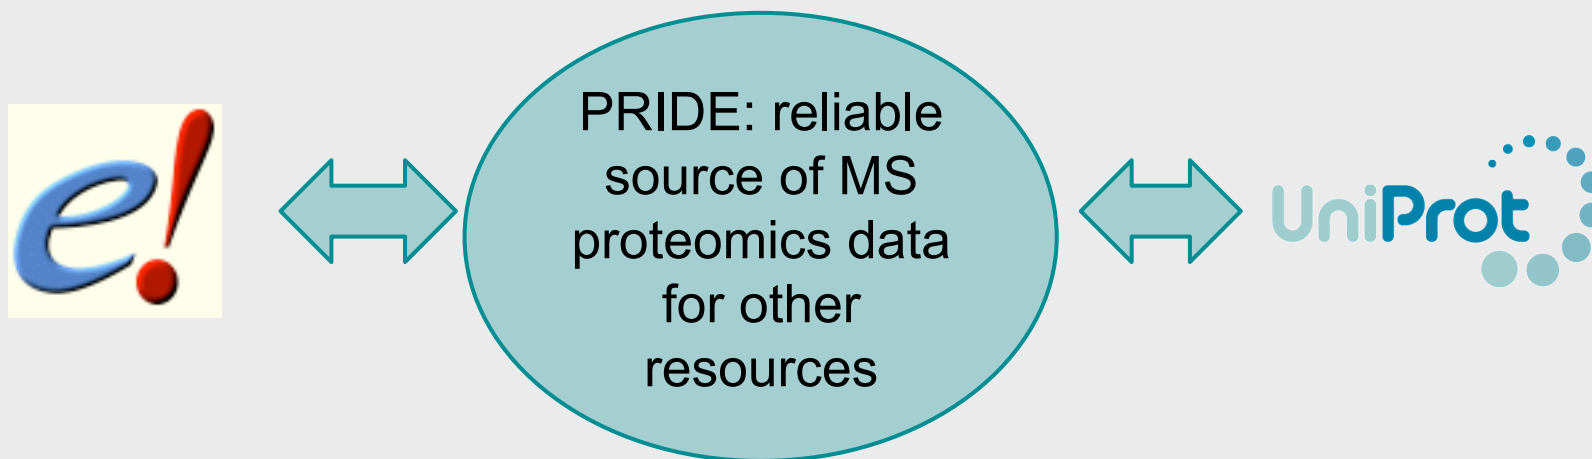 e!
PRIDE: reliable
source of MS
proteomics data
for other
resources
UniProt